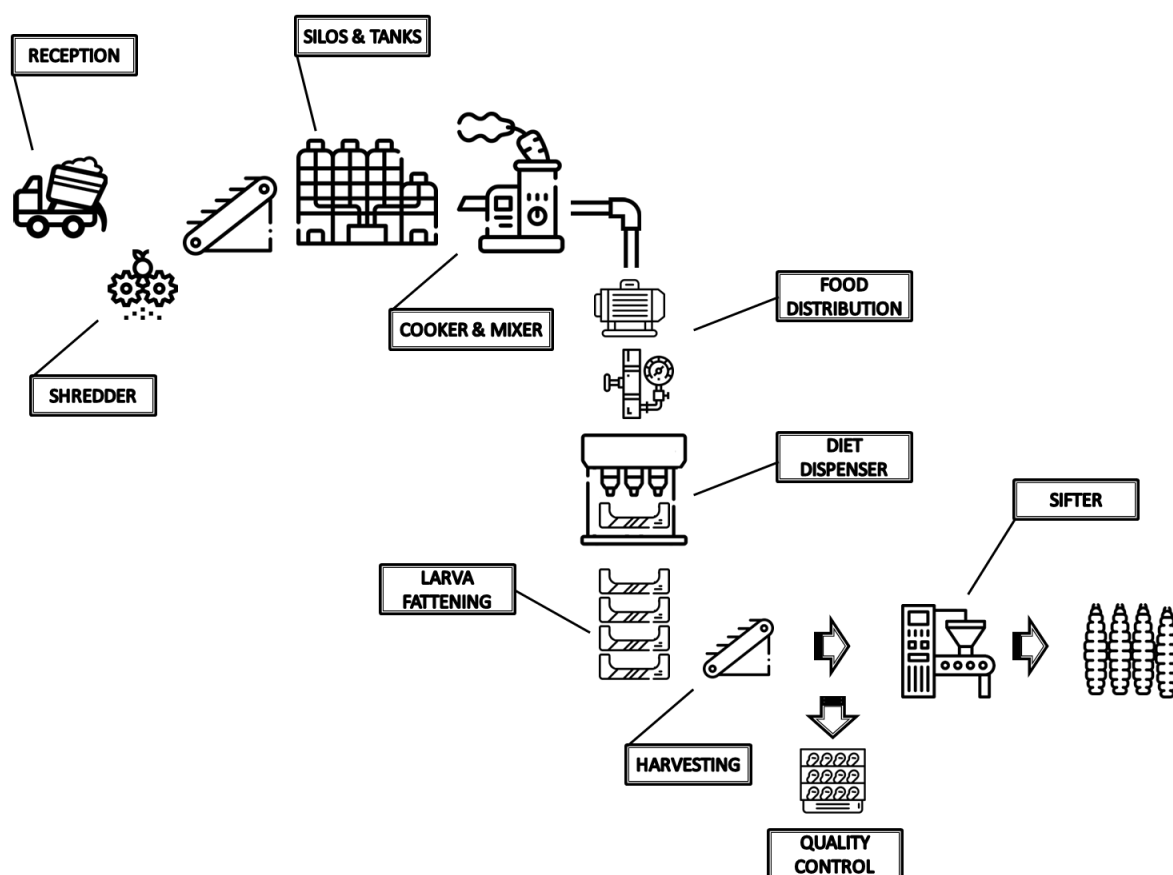 RECEPTION
SILOS & TANKS
SHREDDER
COOKER & MIXER
FOOD
DISTRIBUTION
DIET
DISPENSER
LARVA
FATTENING
SIFTER
HARVESTING
QUALITY
CONTROL